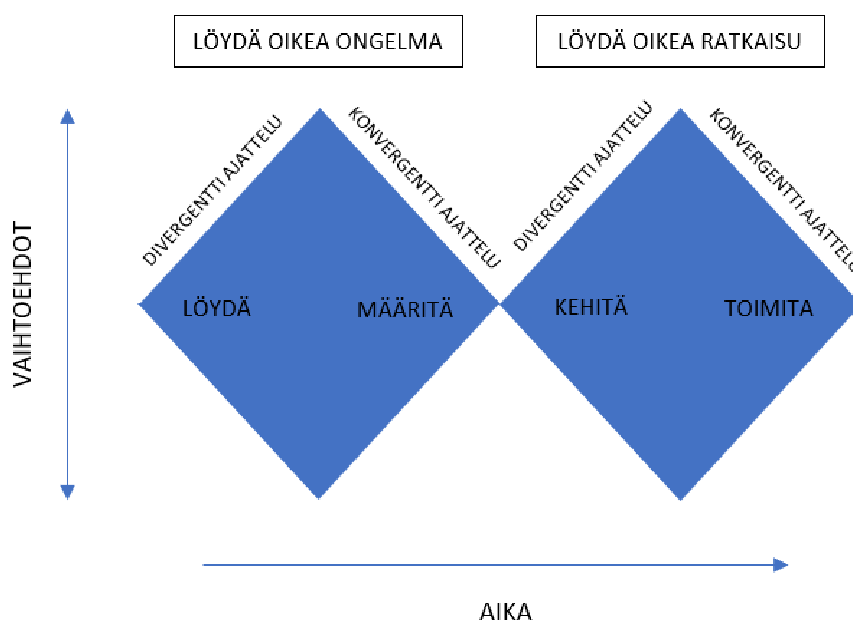 LÖYDÄ OIKEA ONGELMA
LÖYDÄ OIKEA RATKAISU
DIVERGENTTI AJATTELU
KONVERGENTTI AJATTELU
DIVERGENTTI AJATTELU
KONVERGENTTI AJATTELU
VAIHTOEHDOT
LÖYDÄ
MÄÄRITÄ
KEHITÄ
TOIMITA
AIKA